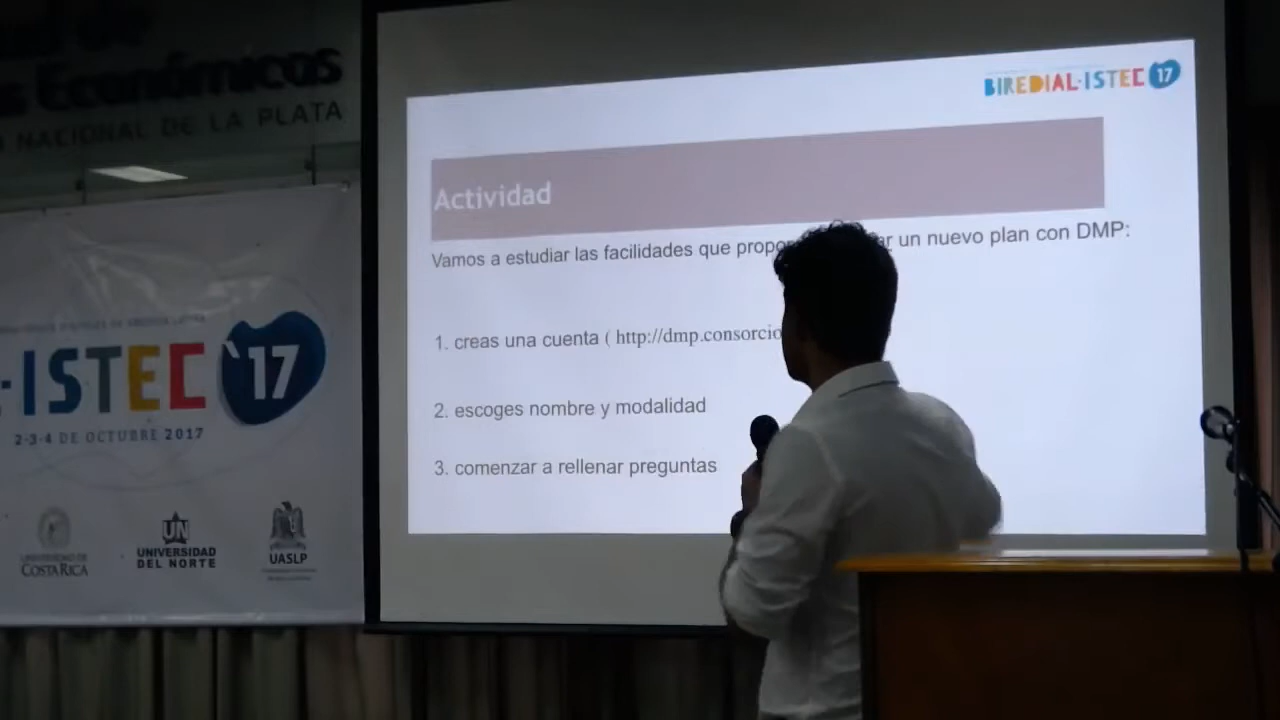 Económicas
NACIONAL DE LA PLATA
BIREDIAL-ISTEC '17
Actividad
Vamos a estudiar las facilidades que un nuevo plan con DMP:
1. creas una cuenta ( http://dmp.consorcio
2. escoges nombre y modalidad
3. comenzar a rellenar preguntas
-ISTEC '17
2-3-4 DE OCTUBRE 2017
UNIVERSIDAD DE
COSTA RICA
UN
UNIVERSIDAD
DEL NORTE
UASLP